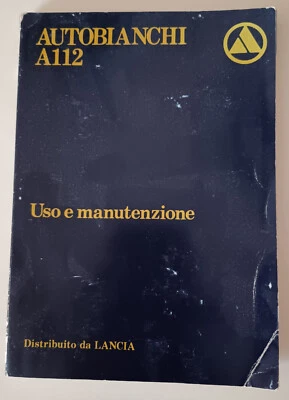 AUTOBIANCHI
A112
Uso e manutenzione
Distribuito da LANCIA